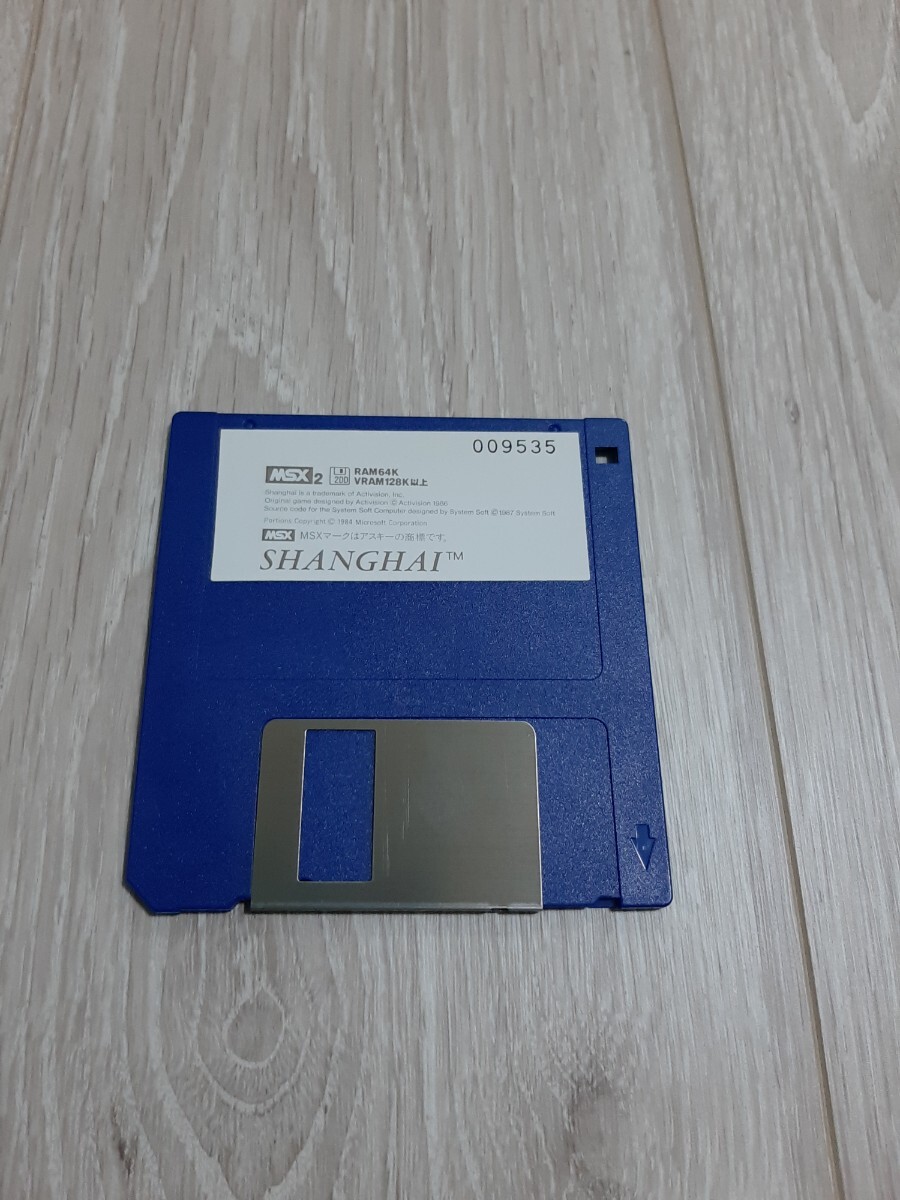 009535
MSX 2 2DD RAM64K
VRAM128K以上
Shanghai is a trademark of Activision, Inc.
Original game designed by Activision ©Activision 1986
Source code for the System Soft Computer designed by System Soft ©1987 System Soft
Portions Copyright © 1984 Microsoft Corporation
MSX MSXマークはアスキーの商標です。
SHANGHAI™